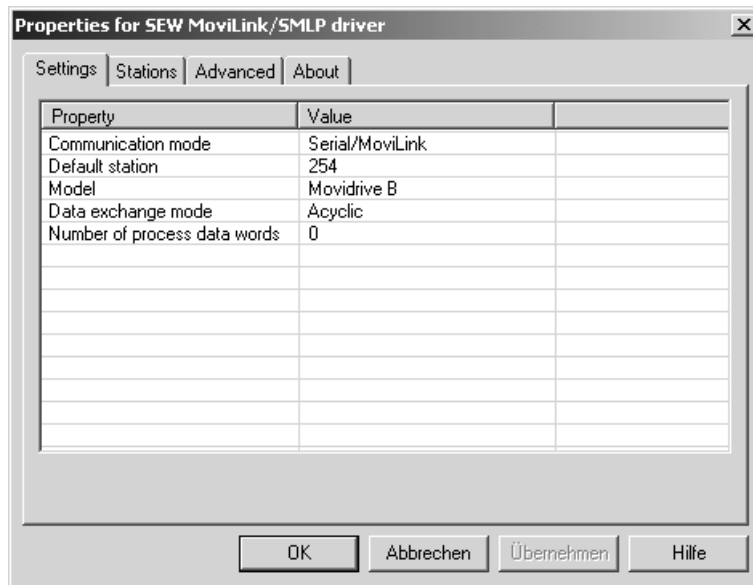 Properties for SEW MoviLink/SMLP driver
Settings Stations Advanced About
Property Value
Communication mode Serial/MoviLink
Default station 254
Model Movidrive B
Data exchange mode Acyclic
Number of process data words 0
OK Abbrechen Übernehmen Hilfe